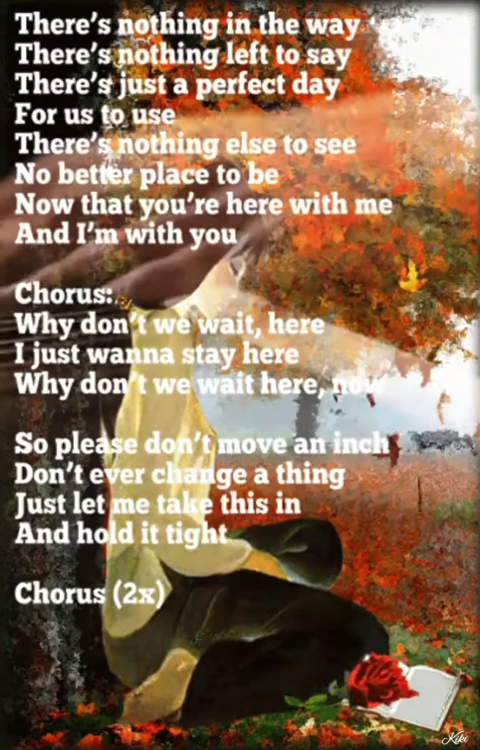 There's nothing in the way
There's nothing left to say
There's just a perfect day
For us to use
There's nothing else to see
No better place to be
Now that you're here with me
And I'm with you
Chorus:
Why don't we wait, here
I just wanna stay here
Why don't we wait here, now
So please don't move an inch
Don't ever change a thing
Just let me take this in
And hold it tight
Chorus (2x)
Kiki